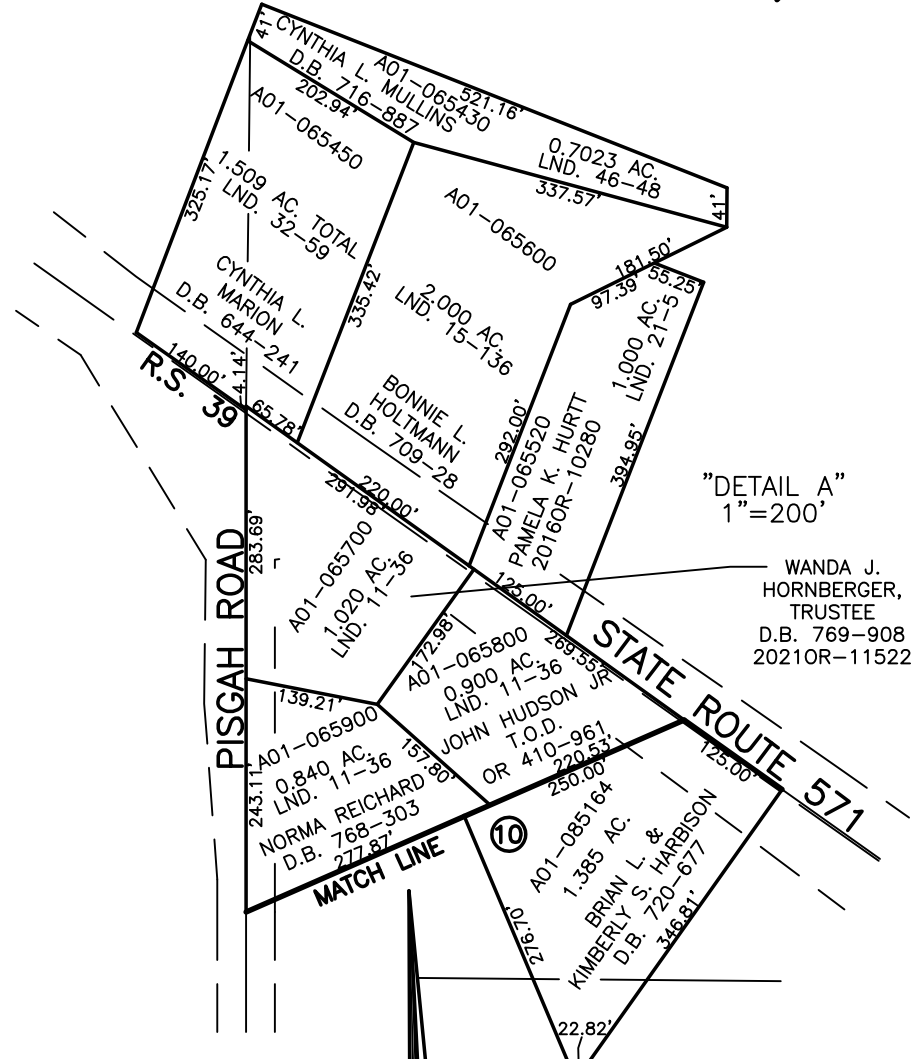 41'
CYNTHIA L. MULLINS
D.B. 716-887
A01-065430
521.16'
0.7023 AC.
LND. 46-48
41'
202.94'
337.57'
A01-065450
1.509 AC. TOTAL
LND. 32-59
CYNTHIA L.
MARION
D.B. 644-241
325.17'
335.42'
140.00'
65.78'
R.S. 39
A01-065600
2.000 AC.
LND. 15-136
BONNIE L.
HOLTMANN
D.B. 709-28
181.50'
97.39'
55.25'
292.00'
A01-065520
PAMELA K. HURTT
2016OR-10280
1.000 AC.
LND. 21-5
394.95'
220.00'
291.98'
125.00'
"DETAIL A"
1"=200'
WANDA J.
HORNBERGER,
TRUSTEE
D.B. 769-908
2021OR-11522
PISGAH ROAD
283.69'
A01-065700
1.020 AC.
LND. 11-36
172.98'
139.21'
A01-065800
0.900 AC.
LND. 11-36
JOHN HUDSON JR
T.O.D.
OR 410-961
269.55'
STATE ROUTE 571
220.53'
250.00'
125.00'
243.11'
A01-065900
0.840 AC.
LND. 11-36
NORMA REICHARD
D.B. 768-303
157.80'
277.87'
MATCH LINE
10
A01-085164
1.385 AC.
BRIAN L. &
KIMBERLY S. HARBISON
D.B. 720-677
276.70'
346.81'
22.82'